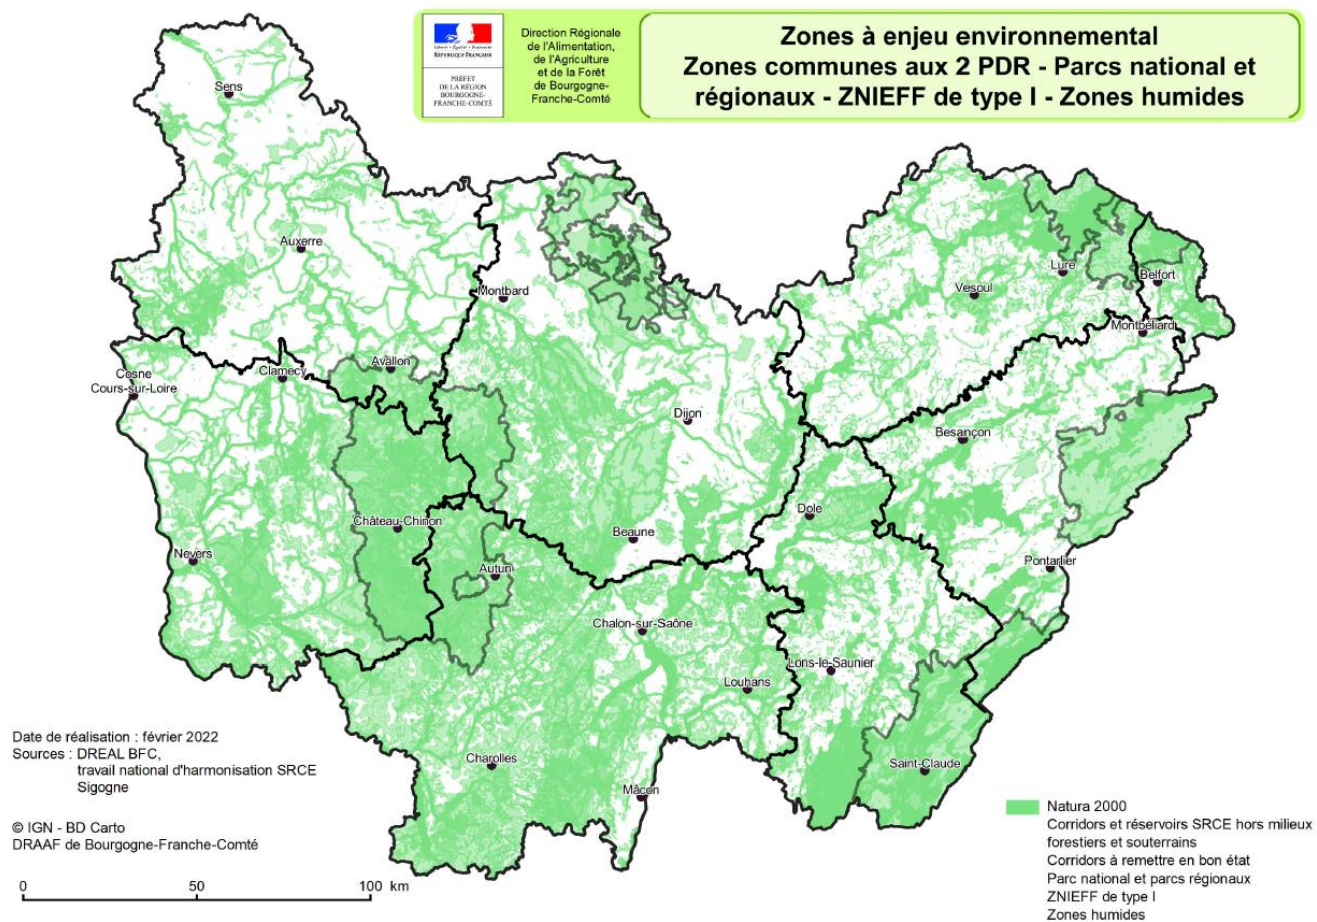 Liberté • Égalité • Fraternité
RÉPUBLIQUE FRANÇAISE
PRÉFET
DE LA RÉGION
BOURGOGNE-
FRANCHE-COMTÉ
Direction Régionale
de l'Alimentation,
de l'Agriculture
et de la Forêt
de Bourgogne-
Franche-Comté
Zones à enjeu environnemental
Zones communes aux 2 PDR - Parcs national et
régionaux - ZNIEFF de type I - Zones humides
Sens
Auxerre
Montbard
Lure
Belfort
Vesoul
Montbéliard
Avallon
Clamecy
Cosne
Cours-sur-Loire
Dijon
Besançon
Dole
Château-Chinon
Beaune
Nevers
Autun
Pontarlier
Chalon-sur-Saône
Lons-le-Saunier
Louhans
Charolles
Saint-Claude
Mâcon
Date de réalisation : février 2022
Sources : DREAL BFC,
travail national d'harmonisation SRCE
Sigogne
© IGN - BD Carto
DRAAF de Bourgogne-Franche-Comté
0 50 100 km
Natura 2000
Corridors et réservoirs SRCE hors milieux
forestiers et souterrains
Corridors à remettre en bon état
Parc national et parcs régionaux
ZNIEFF de type I
Zones humides